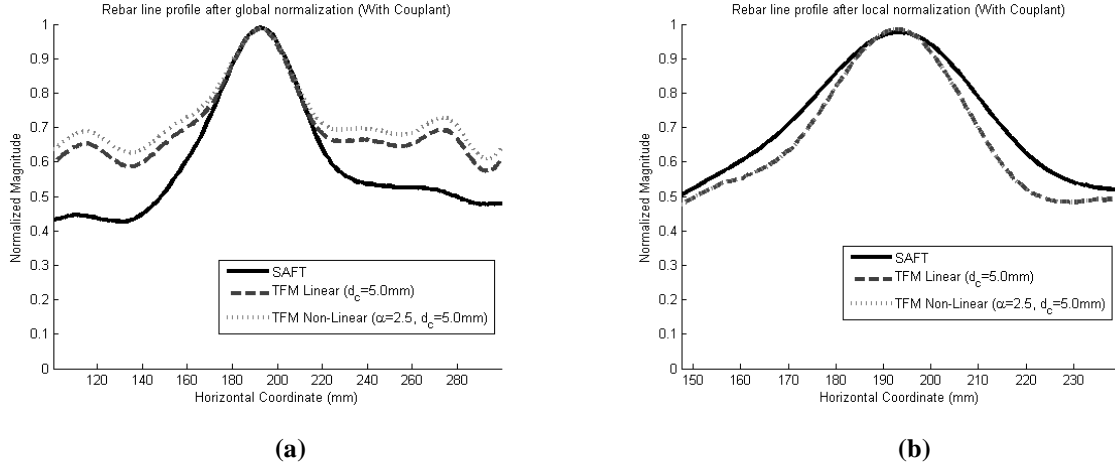 Rebar line profile after global normalization (With Couplant)
1
0.9
0.8
0.7
0.6
0.5
0.4
0.3
0.2
0.1
0
Normalized Magnitude
SAFT
TFM Linear (d_c=5.0mm)
TFM Non-Linear (α=2.5, d_c=5.0mm)
120 140 160 180 200 220 240 260 280
Horizontal Coordinate (mm)
(a)
Rebar line profile after local normalization (With Couplant)
1
0.9
0.8
0.7
0.6
0.5
0.4
0.3
0.2
0.1
0
Normalized Magnitude
SAFT
TFM Linear (d_c=5.0mm)
TFM Non-Linear (α=2.5, d_c=5.0mm)
150 160 170 180 190 200 210 220 230
Horizontal Coordinate (mm)
(b)